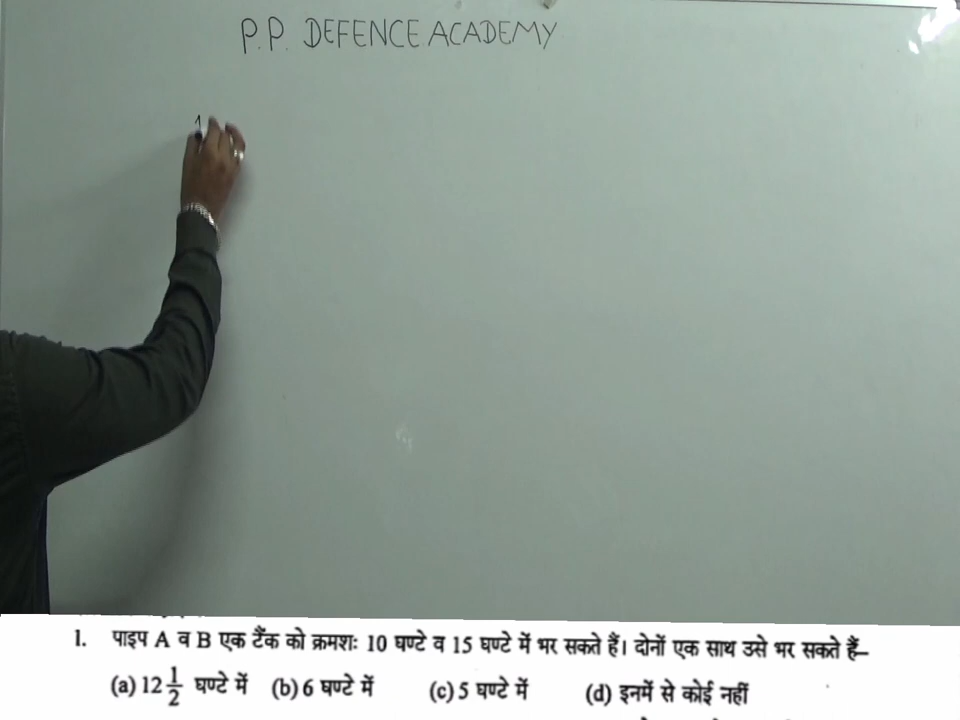 P.P. DEFENCE ACADEMY
1
1. पाइप A व B एक टैंक को क्रमशः 10 घण्टे व 15 घण्टे में भर सकते हैं। दोनों एक साथ उसे भर सकते हैं–
(a) 12 1/2 घण्टे में (b) 6 घण्टे में (c) 5 घण्टे में (d) इनमें से कोई नहीं